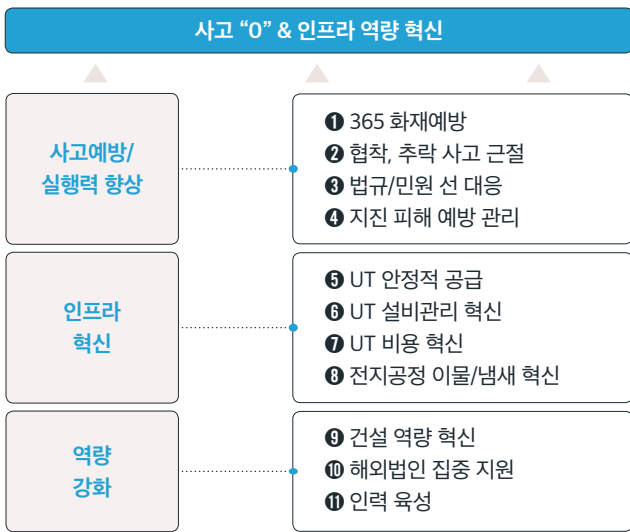 사고 “0” & 인프라 역량 혁신
사고예방/
실행력 향상
❶ 365 화재예방
❷ 협착, 추락 사고 근절
❸ 법규/민원 선 대응
❹ 지진 피해 예방 관리
인프라
혁신
❺ UT 안정적 공급
❻ UT 설비관리 혁신
❼ UT 비용 혁신
❽ 전지공정 이물/냄새 혁신
역량
강화
❾ 건설 역량 혁신
❿ 해외법인 집중 지원
⓫ 인력 육성